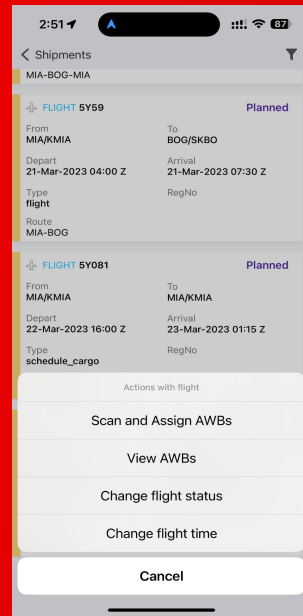 2:51
87
Shipments
MIA-BOG-MIA
FLIGHT 5Y59 Planned
From To
MIA/KMIA BOG/SKBO
Depart Arrival
21-Mar-2023 04:00 Z 21-Mar-2023 07:30 Z
Type RegNo
flight
Route
MIA-BOG
FLIGHT 5Y081 Planned
From To
MIA/KMIA MIA/KMIA
Depart Arrival
22-Mar-2023 16:00 Z 23-Mar-2023 01:15 Z
Type RegNo
schedule_cargo
Actions with flight
Scan and Assign AWBs
View AWBs
Change flight status
Change flight time
Cancel